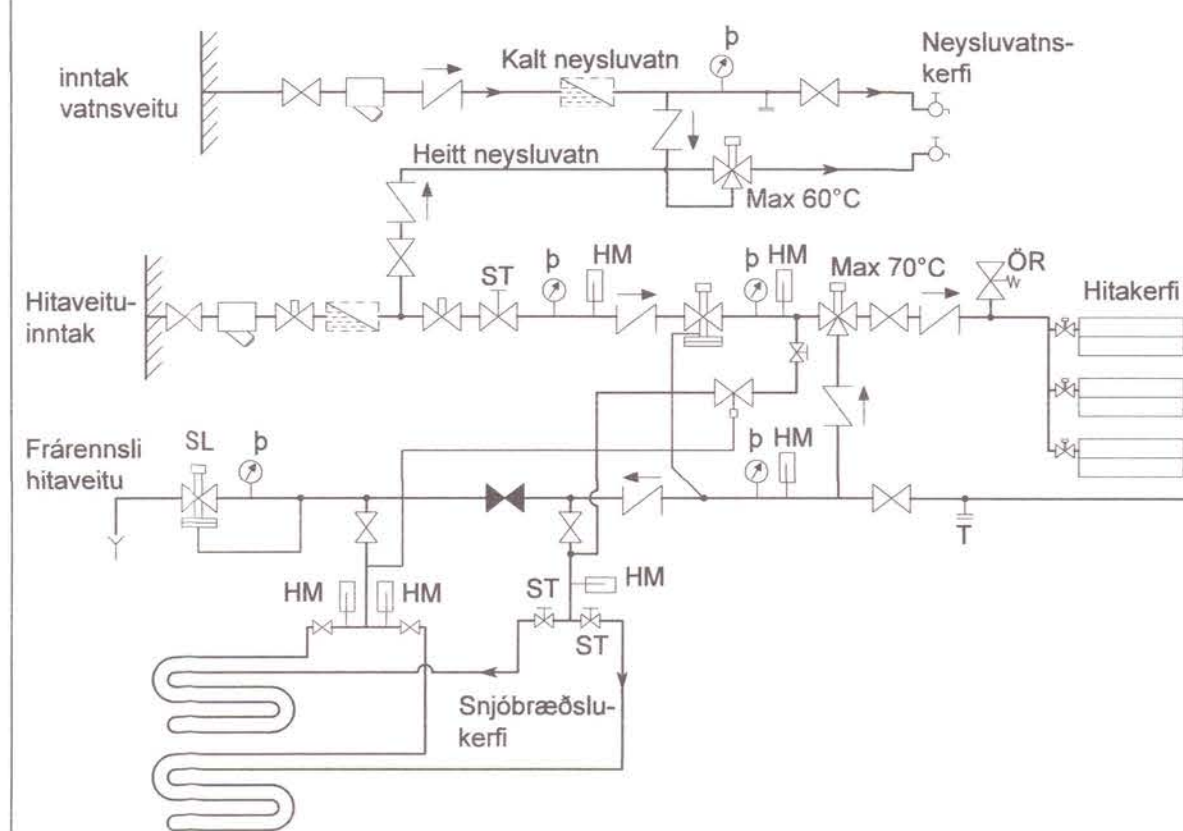 inntak
vatnsveitu
Kalt neysluvatn
þ
Neysluvatns-
kerfi
Heitt neysluvatn
Max 60°C
Hitaveitu-
inntak
ST
þ
HM
þ
HM
Max 70°C
ÖR
Hitakerfi
Frárennsli
hitaveitu
SL
þ
þ
HM
T
HM
HM
ST
HM
ST
Snjóbræðslu-
kerfi